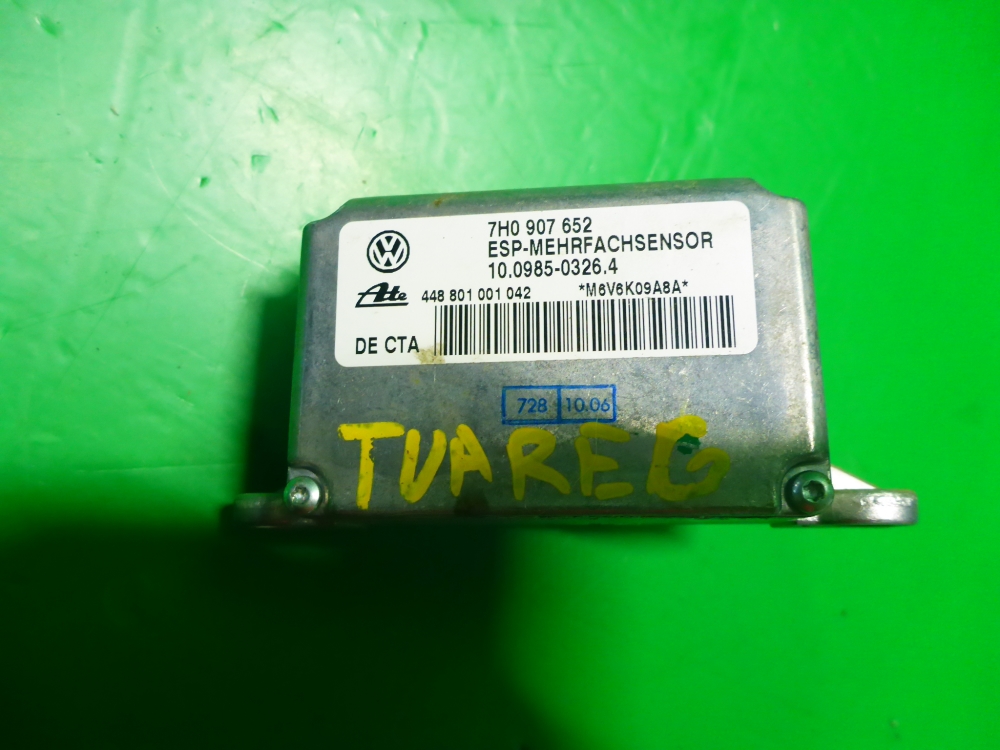 7H0 907 652
ESP-MEHRFACHSENSOR
10.0985-0326.4
Ate 448 801 001 042 *M6V6K09A8A*
DE CTA
728 10.06
TUAREG